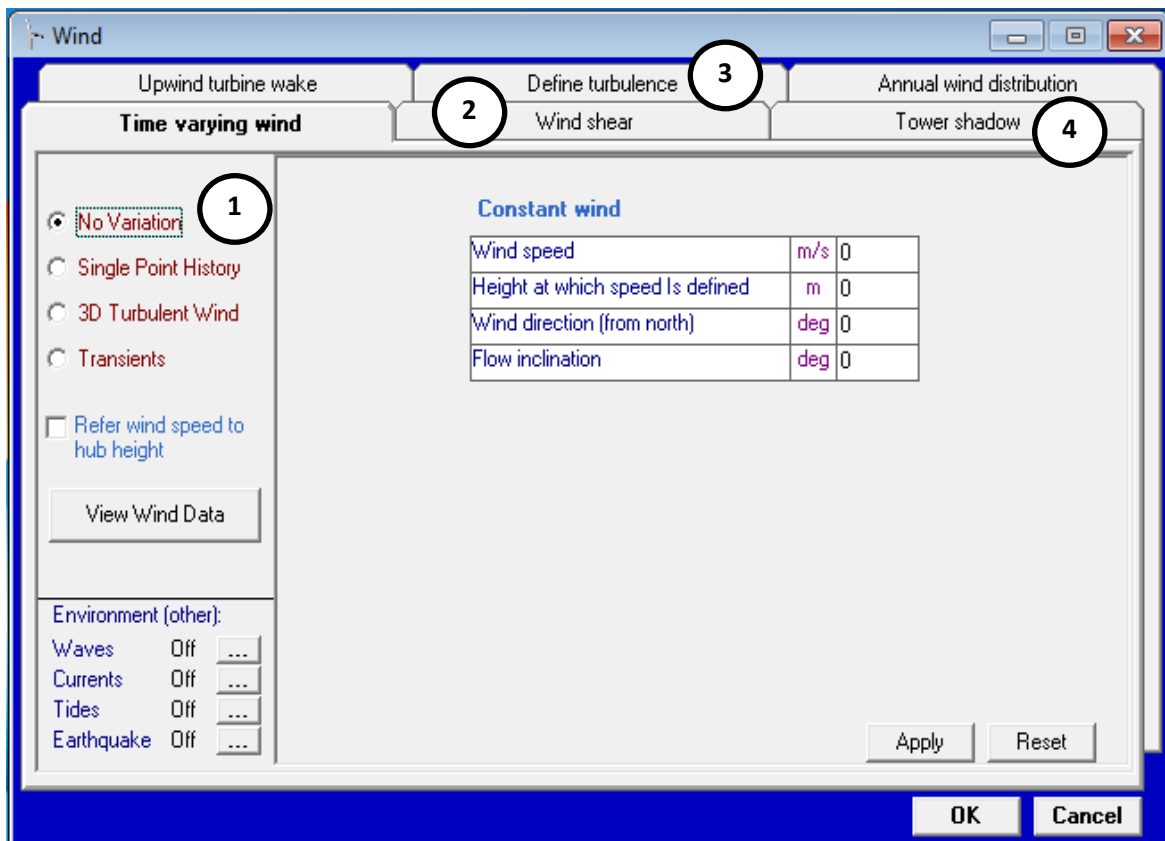 Wind
Upwind turbine wake
Define turbulence
3
Annual wind distribution
Time varying wind
2
Wind shear
Tower shadow
4
No Variation
1
Single Point History
3D Turbulent Wind
Transients
Refer wind speed to
hub height
View Wind Data
Constant wind
Wind speed m/s 0
Height at which speed Is defined m 0
Wind direction (from north) deg 0
Flow inclination deg 0
Environment (other):
Waves Off ...
Currents Off ...
Tides Off ...
Earthquake Off ...
Apply
Reset
OK
Cancel